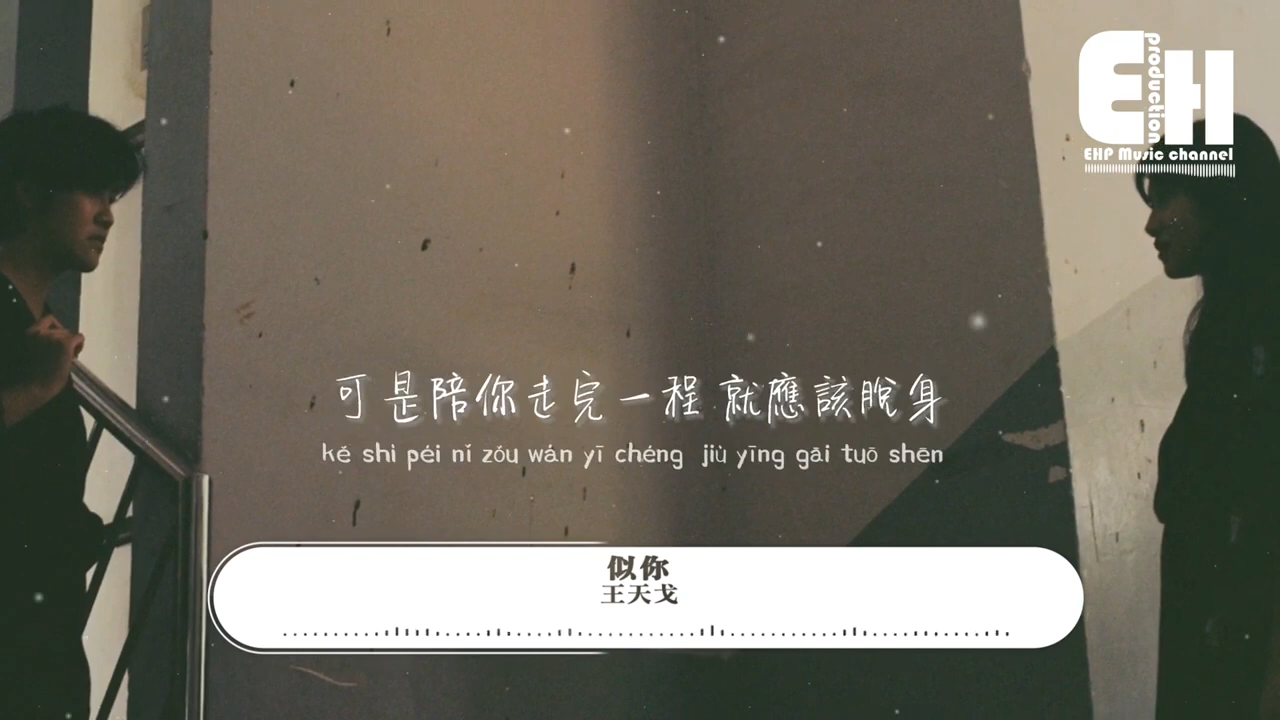 EH
production
EHP Music channel
可是陪你走完一程 就應該脫身
ké shì péi nǐ zǒu wán yī chéng jiù yīng gāi tuō shēn
似你
王天戈